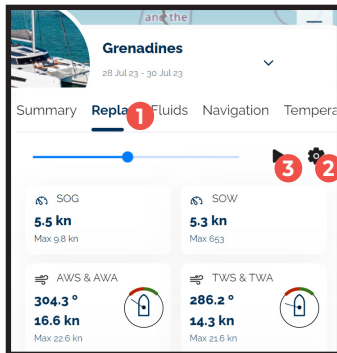 and the
Grenadines
28 Jul 23 - 30 Jul 23
Summary Repla 1 Fluids Navigation Tempera
3 2
SOG SOW
5.5 kn 5.3 kn
Max 9.8 kn Max 653
AWS & AWA TWS & TWA
304.3 º 286.2 º
16.6 kn 14.3 kn
Max 22.6 kn Max 21.6 kn